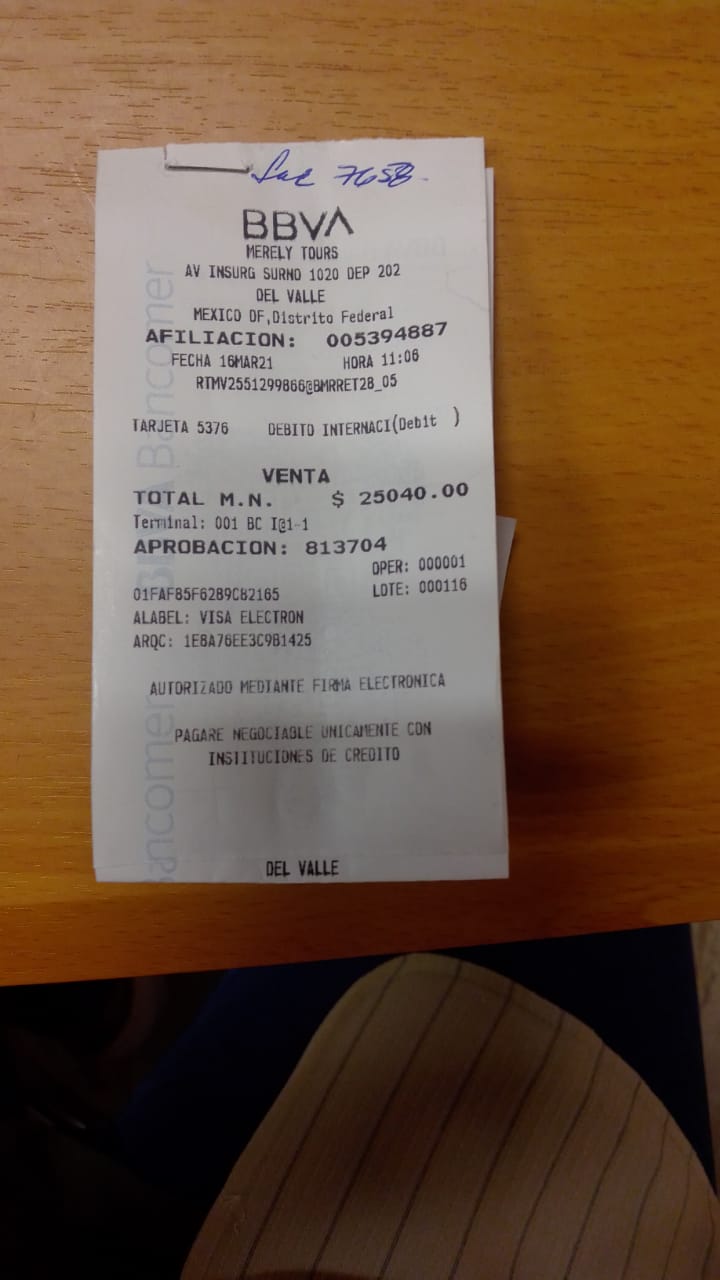 7658
BBVA
MERELY TOURS
AV INSURG SURNO 1020 DEP 202
DEL VALLE
MEXICO DF,Distrito Federal
AFILIACION: 005394887
FECHA 16MAR21 HORA 11:06
RTMV2551299866@BMRRET28_05
TARJETA 5376 DEBITO INTERNACI(Debit )
VENTA
TOTAL M.N. $ 25040.00
Terminal: 001 BC I@1-1
APROBACION: 813704
OPER: 000001
01FAF85F6289C82165 LOTE: 000116
ALABEL: VISA ELECTRON
ARQC: 1E8A76EE3C9B1425
AUTORIZADO MEDIANTE FIRMA ELECTRONICA
PAGARE NEGOCIABLE UNICAMENTE CON
INSTITUCIONES DE CREDITO
DEL VALLE
BBVA Bancomer
Bancomer